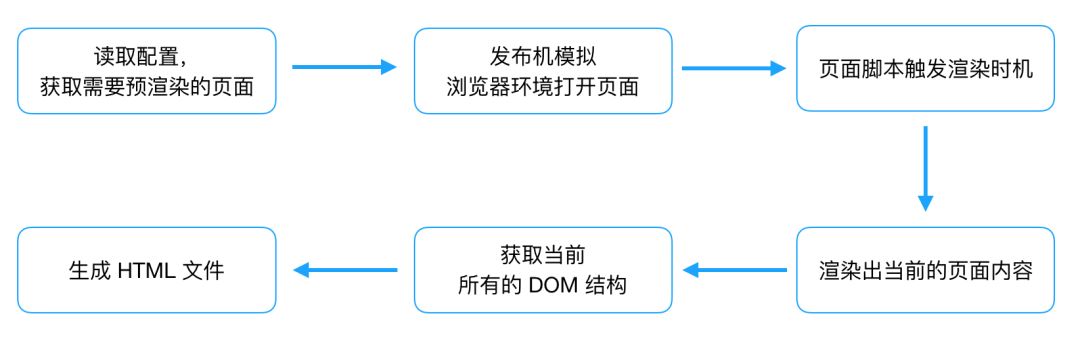 读取配置，
获取需要预渲染的页面
发布机模拟
浏览器环境打开页面
页面脚本触发渲染时机
渲染出当前的页面内容
获取当前
所有的 DOM 结构
生成 HTML 文件